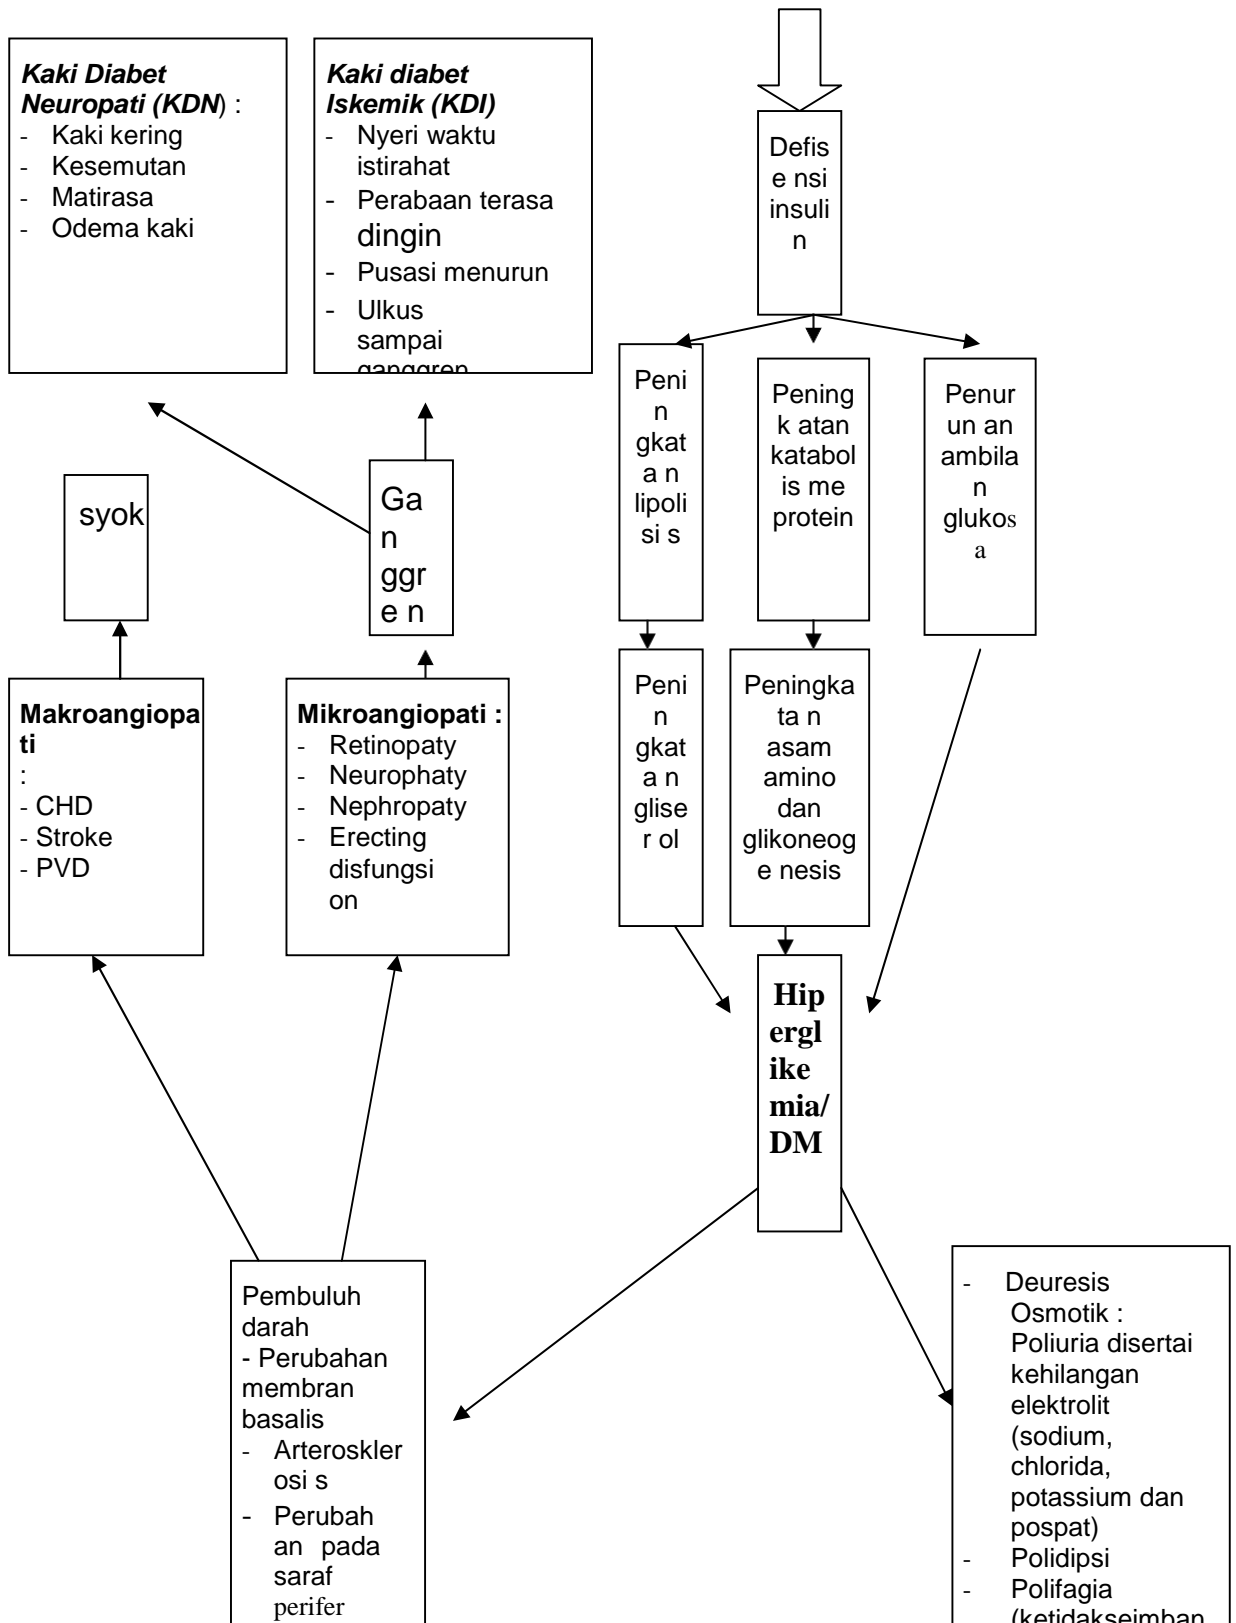 Kaki Diabet
Neuropati (KDN) :
- Kaki kering
- Kesemutan
- Matirasa
- Odema kaki
Kaki diabet
Iskemik (KDI)
- Nyeri waktu
istirahat
- Perabaan terasa
dingin
- Pusasi menurun
- Ulkus
sampai
ganggren
Defis
e nsi
insuli
n
Peni
n
gkat
a n
lipoli
si s
Pening
k atan
katabol
is me
protein
Penur
un an
ambila
n
glukos
a
syok
Ga
n
ggr
e n
Makroangiopa
ti
:
- CHD
- Stroke
- PVD
Mikroangiopati :
- Retinopaty
- Neurophaty
- Nephropaty
- Erecting
disfungsi
on
Peni
n
gkat
a n
glise
r ol
Peningka
ta n
asam
amino
dan
glikoneog
e nesis
Hip
ergl
ike
mia/
DM
Pembuluh
darah
- Perubahan
membran
basalis
- Arteroskler
osi s
- Perubah
an pada
saraf
perifer
- Deuresis
Osmotik :
Poliuria disertai
kehilangan
elektrolit
(sodium,
chlorida,
potassium dan
pospat)
- Polidipsi
- Polifagia
(ketidakseimban